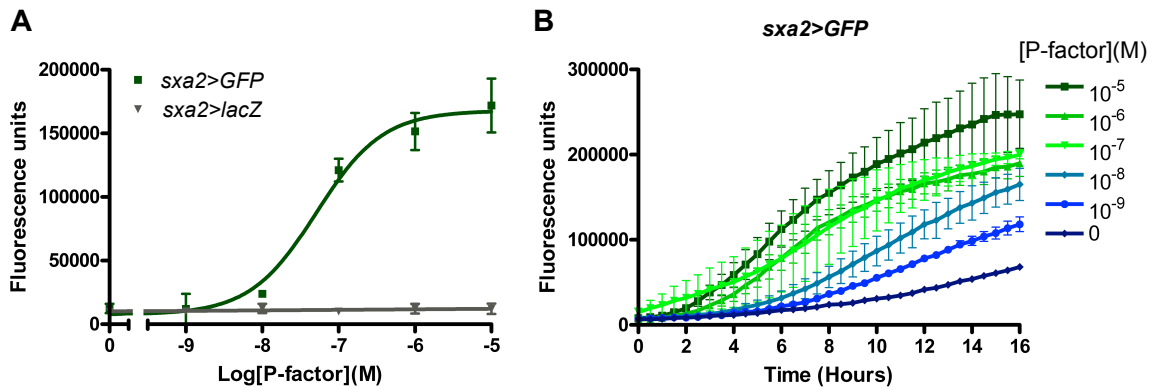 A
200000
150000
100000
50000
0
Fluorescence units
sxa2>GFP
sxa2>lacZ
0 -9 -8 -7 -6 -5
Log[P-factor](M)
B
sxa2>GFP
300000
200000
100000
0
Fluorescence units
0 2 4 6 8 10 12 14 16
Time (Hours)
[P-factor](M)
10-5
10-6
10-7
10-8
10-9
0